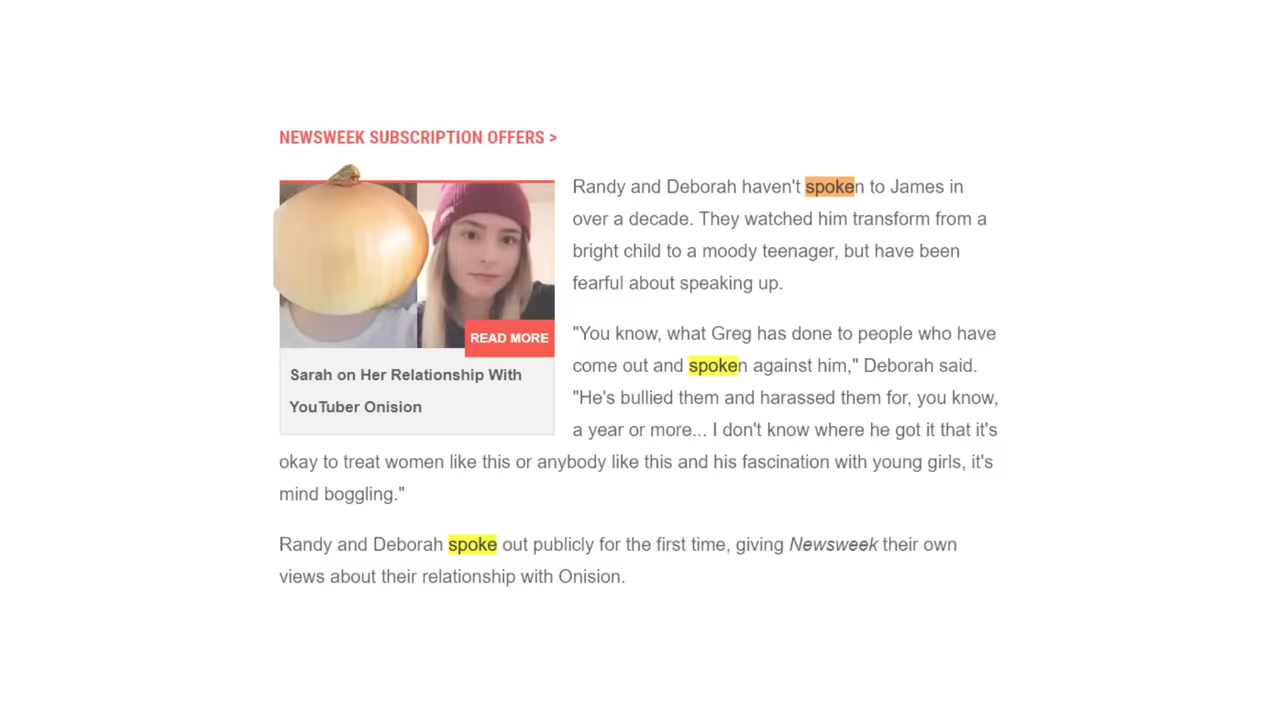 NEWSWEEK SUBSCRIPTION OFFERS >
READ MORE
Sarah on Her Relationship With
YouTuber Onision
Randy and Deborah haven't spoken to James in
over a decade. They watched him transform from a
bright child to a moody teenager, but have been
fearful about speaking up.
"You know, what Greg has done to people who have
come out and spoken against him," Deborah said.
"He's bullied them and harassed them for, you know,
a year or more... I don't know where he got it that it's
okay to treat women like this or anybody like this and his fascination with young girls, it's
mind boggling."
Randy and Deborah spoke out publicly for the first time, giving Newsweek their own
views about their relationship with Onision.